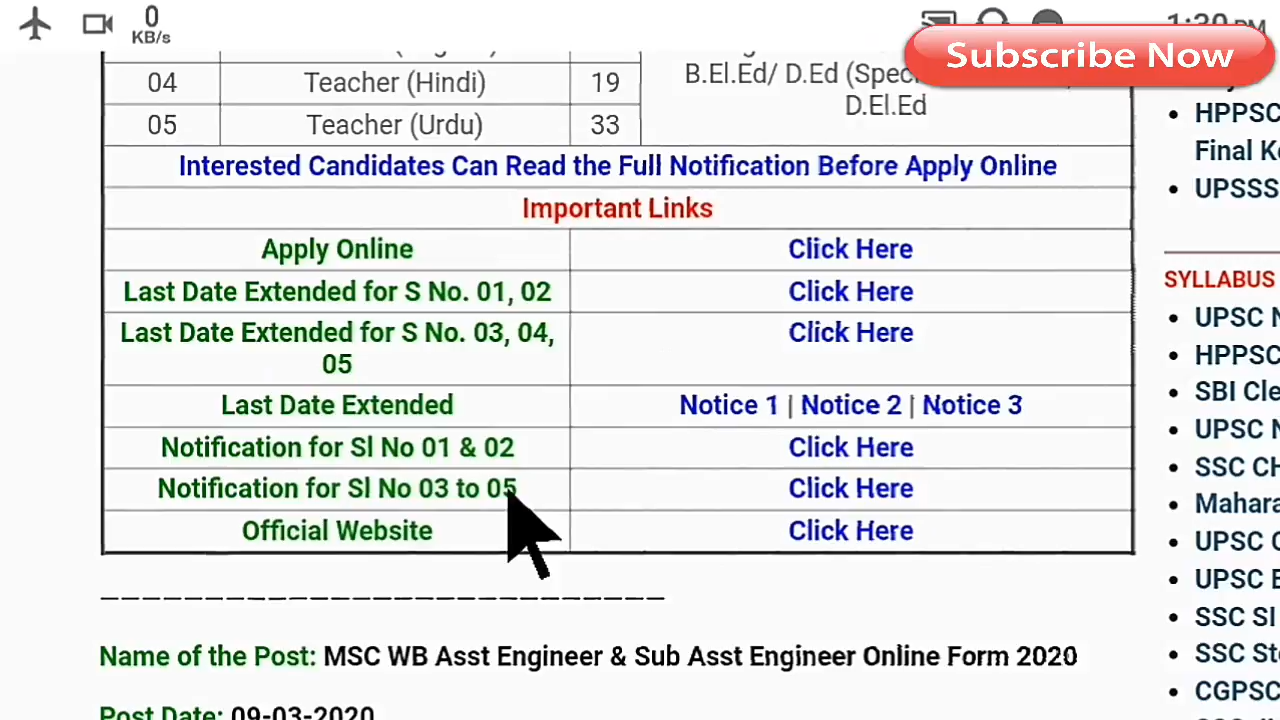 0
KB/s
1:30 PM
Subscribe Now
04 Teacher (Hindi) 19
05 Teacher (Urdu) 33
B.El.Ed/ D.Ed
D.El.Ed
Interested Candidates Can Read the Full Notification Before Apply Online
Important Links
Apply Online Click Here
Last Date Extended for S No. 01, 02 Click Here
Last Date Extended for S No. 03, 04, Click Here
05
Last Date Extended Notice 1 | Notice 2 | Notice 3
Notification for Sl No 01 & 02 Click Here
Notification for Sl No 03 to 05 Click Here
Official Website Click Here
Name of the Post: MSC WB Asst Engineer & Sub Asst Engineer Online Form 2020
Post Date: 09-03-2020
HPPSC
Final
UPSSS
SYLLABUS
UPSC
HPPSC
SBI Cle
UPSC
SSC CH
Mahara
UPSC
UPSC
SSC SI
SSC
CGPSC